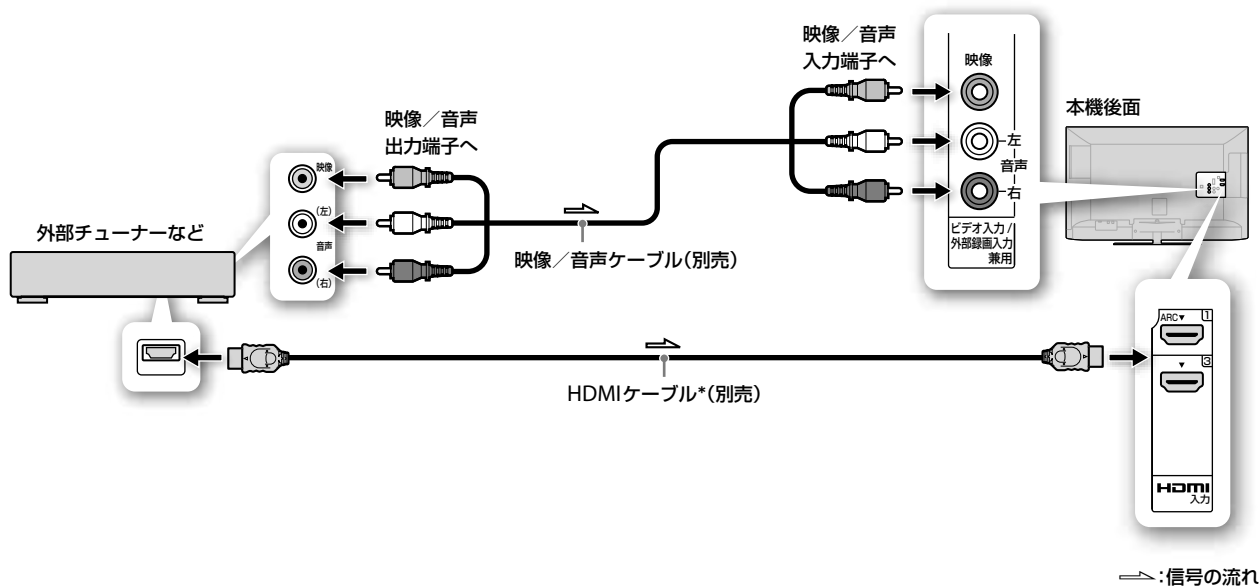 映像／音声
入力端子へ
映像
左
音声
右
ビデオ入力/
外部録画入力
兼用
本機後面
映像／音声
出力端子へ
映像
(左)
音声
(右)
外部チューナーなど
映像／音声ケーブル(別売)
HDMIケーブル*(別売)
ARC▼ 1
▼ 3
HDMI
入力
:信号の流れ